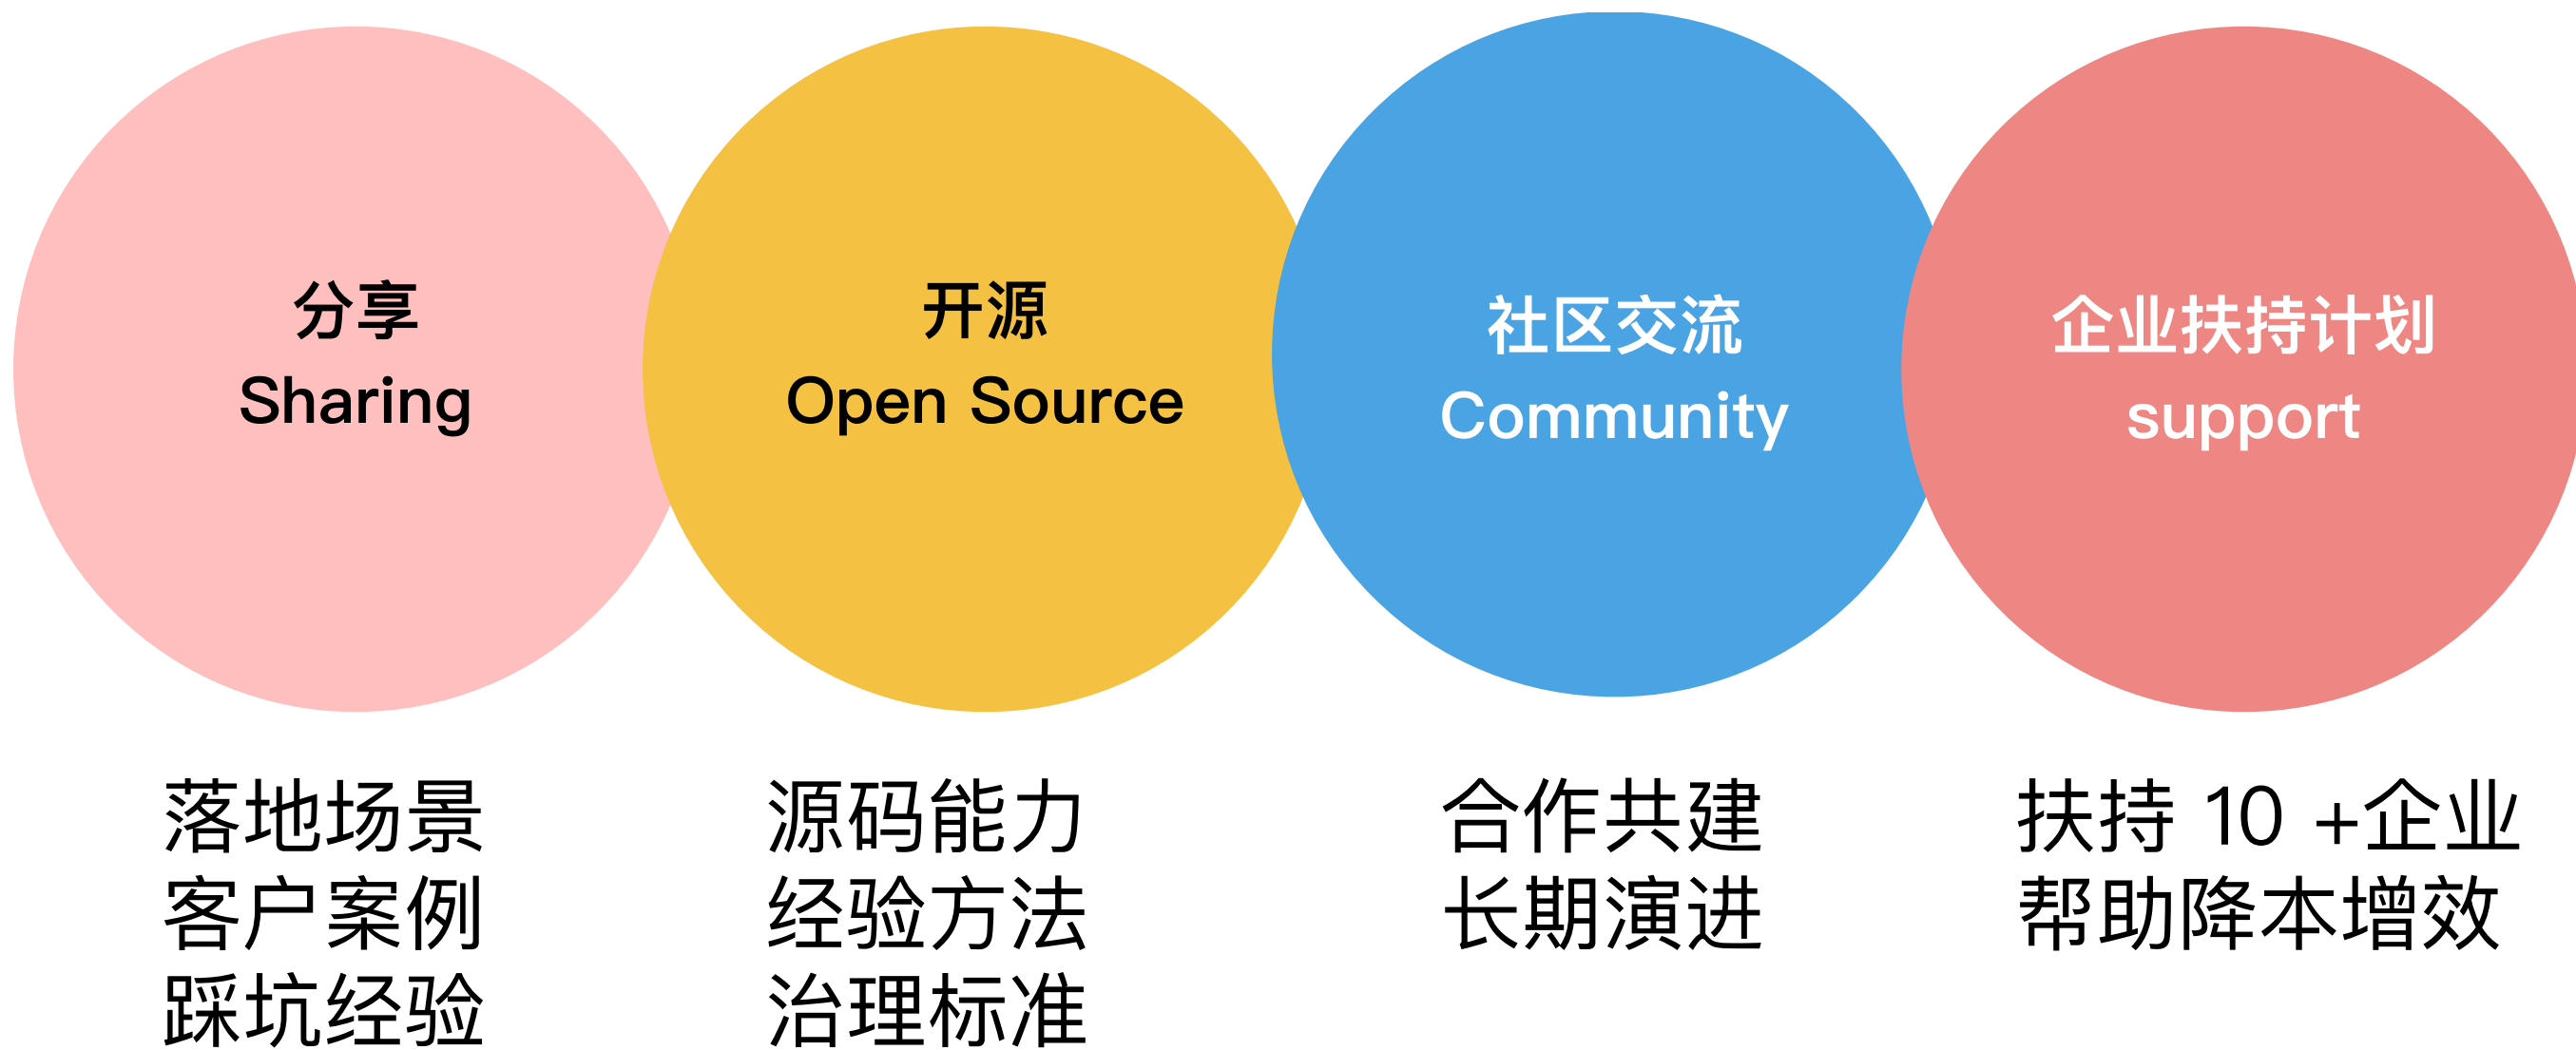 分享
Sharing
开源
Open Source
社区交流
Community
企业扶持计划
support
落地场景
客户案例
踩坑经验
源码能力
经验方法
治理标准
合作共建
长期演进
扶持 10 +企业
帮助降本增效